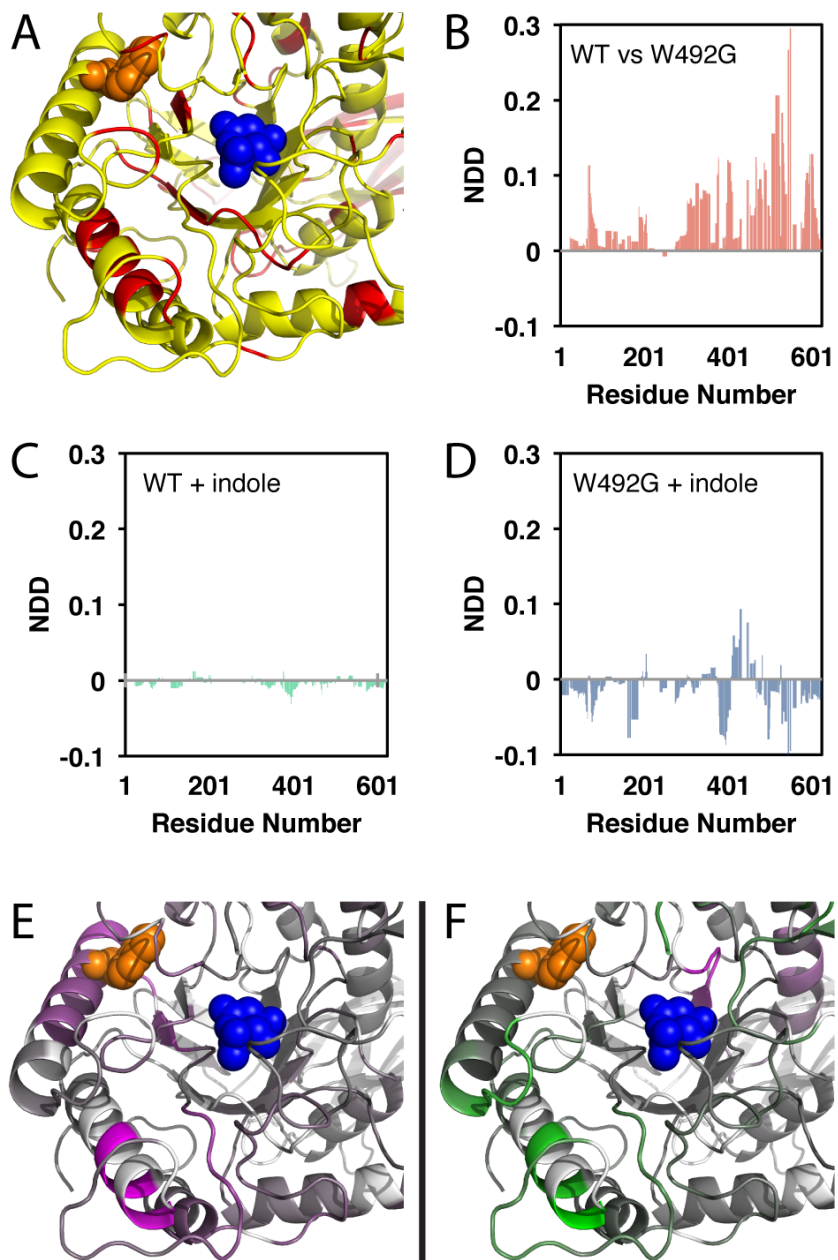 A
B
WT vs W492G
0.3
0.2
0.1
0
-0.1
NDD
1 201 401 601
Residue Number
C
WT + indole
0.3
0.2
0.1
0
-0.1
NDD
1 201 401 601
Residue Number
D
W492G + indole
0.3
0.2
0.1
0
-0.1
NDD
1 201 401 601
Residue Number
E
F